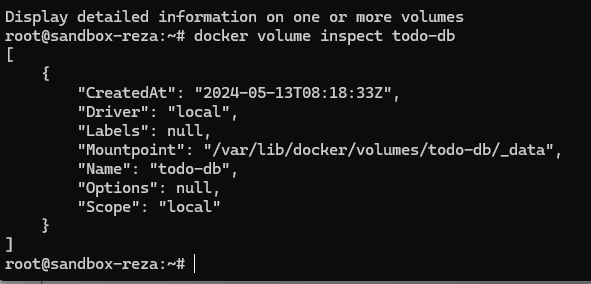 Display detailed information on one or more volumes
root@sandbox-reza:~# docker volume inspect todo-db
[
    {
        "CreatedAt": "2024-05-13T08:18:33Z",
        "Driver": "local",
        "Labels": null,
        "Mountpoint": "/var/lib/docker/volumes/todo-db/_data",
        "Name": "todo-db",
        "Options": null,
        "Scope": "local"
    }
]
root@sandbox-reza:~#